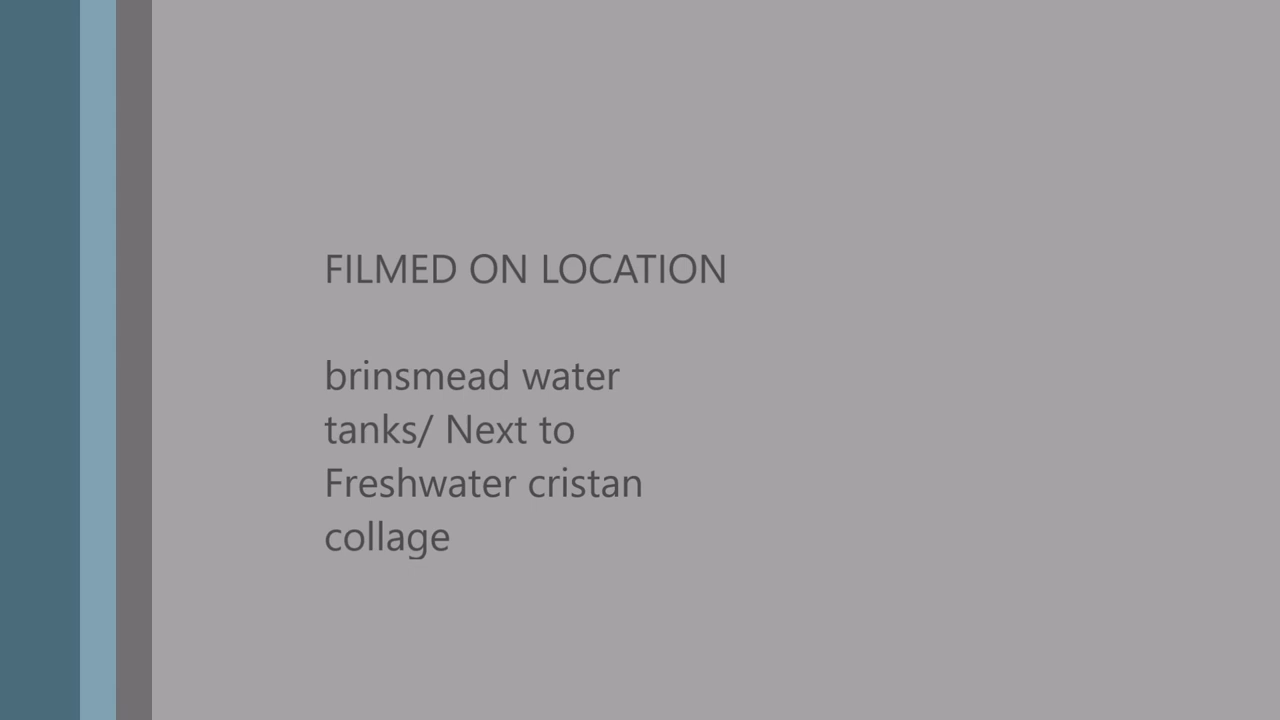 FILMED ON LOCATION
brinsmead water
tanks/ Next to
Freshwater cristan
collage